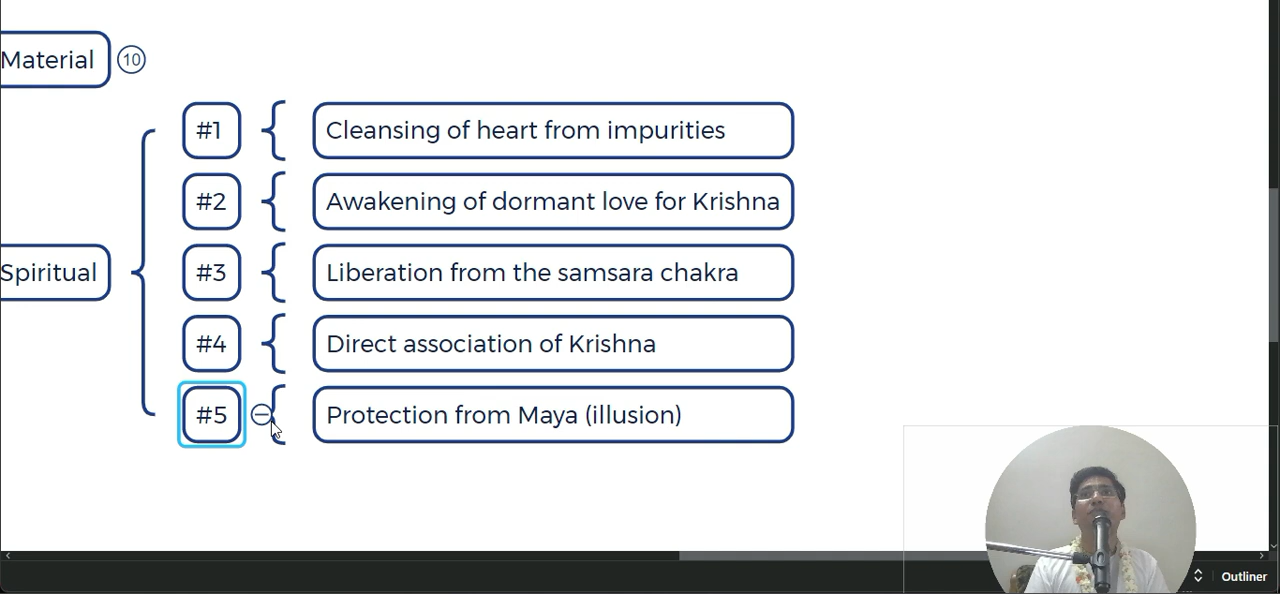 Material 10
#1 Cleansing of heart from impurities
#2 Awakening of dormant love for Krishna
Spiritual #3 Liberation from the samsara chakra
#4 Direct association of Krishna
#5 Protection from Maya (illusion)
Outliner